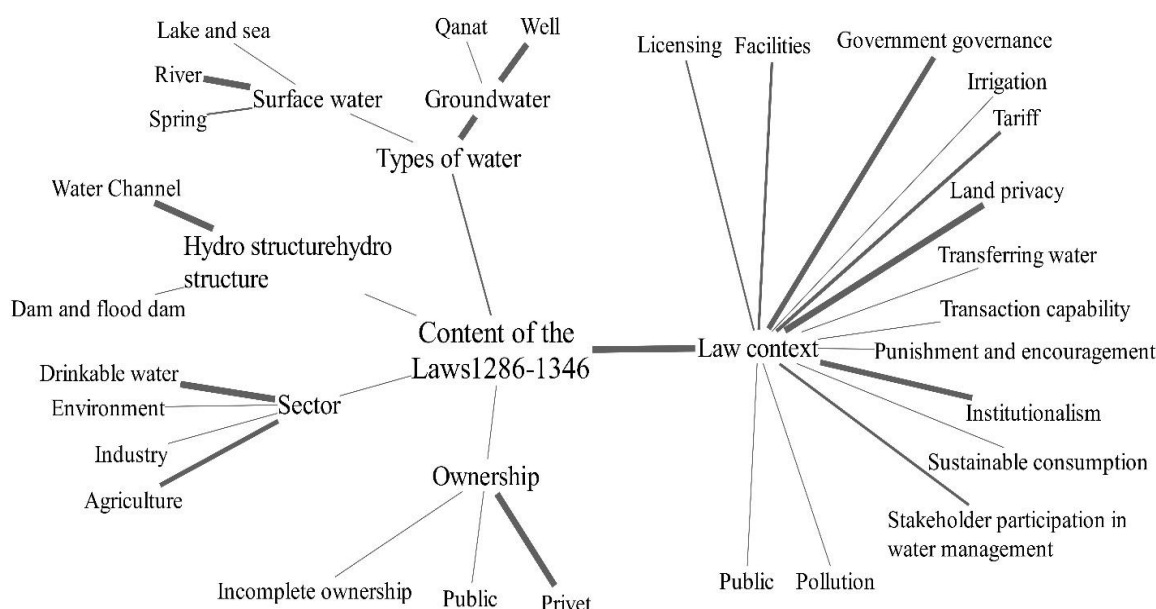 Lake and sea
River
Spring
Surface water
Qanat
Well
Groundwater
Types of water
Water Channel
Hydro structurehydro
structure
Dam and flood dam
Content of the
Laws1286-1346
Drinkable water
Environment
Industry
Agriculture
Sector
Ownership
Incomplete ownership
Public
Privet
Licensing
Facilities
Government governance
Irrigation
Tariff
Land privacy
Transferring water
Transaction capability
Law context
Punishment and encouragement
Institutionalism
Sustainable consumption
Stakeholder participation in
water management
Public
Pollution